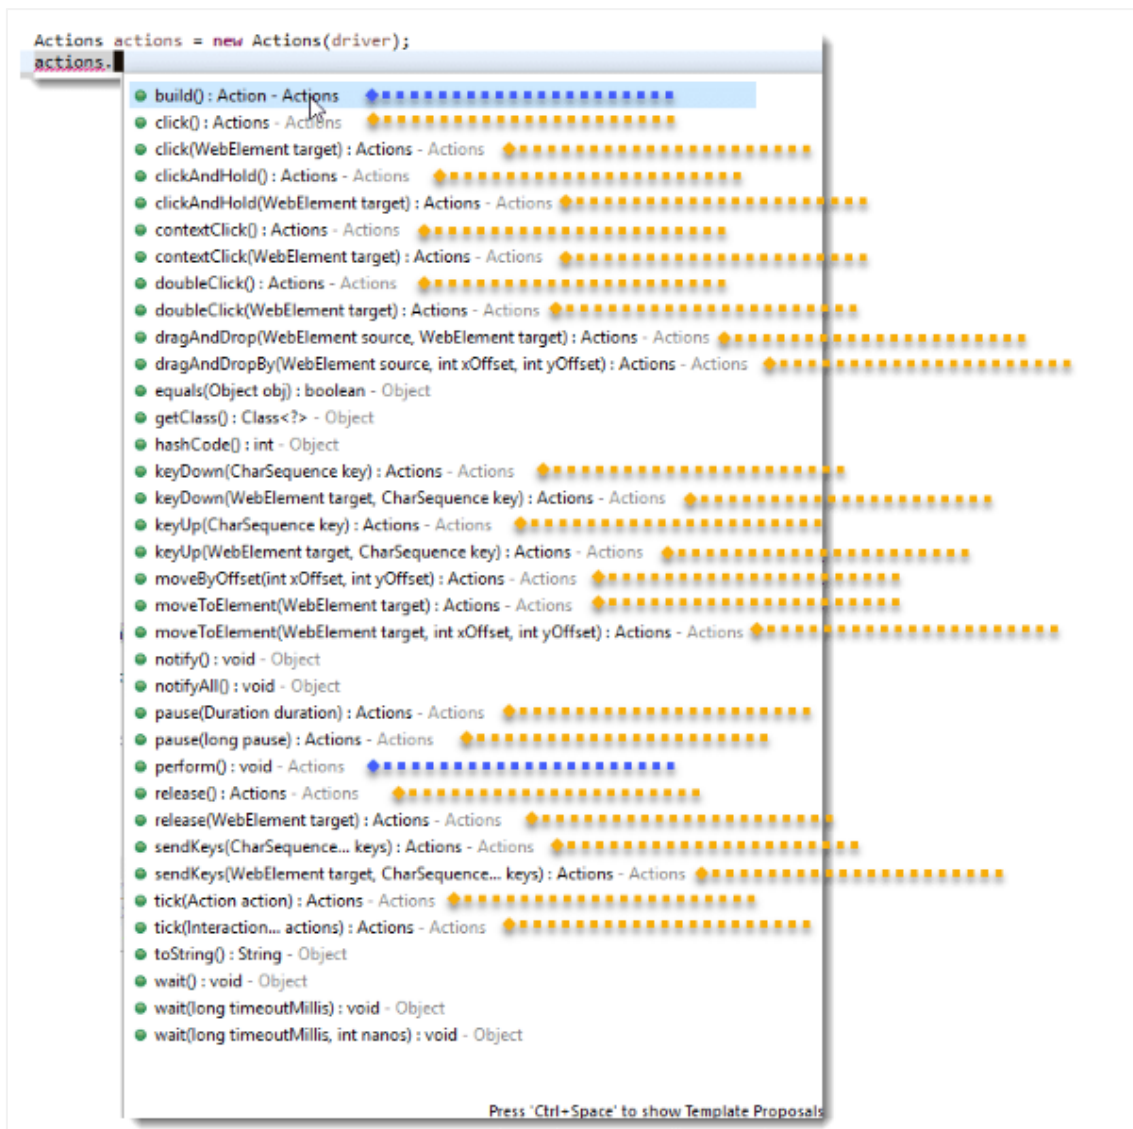 Actions actions = new Actions(driver);
actions.
build() : Action - Actions
click() : Actions - Actions
click(WebElement target) : Actions - Actions
clickAndHold() : Actions - Actions
clickAndHold(WebElement target) : Actions - Actions
contextClick() : Actions - Actions
contextClick(WebElement target) : Actions - Actions
doubleClick() : Actions - Actions
doubleClick(WebElement target) : Actions - Actions
dragAndDrop(WebElement source, WebElement target) : Actions - Actions
dragAndDropBy(WebElement source, int xOffset, int yOffset) : Actions - Actions
equals(Object obj) : boolean - Object
getClass() : Class<?> - Object
hashCode() : int - Object
keyDown(CharSequence key) : Actions - Actions
keyDown(WebElement target, CharSequence key) : Actions - Actions
keyUp(CharSequence key) : Actions - Actions
keyUp(WebElement target, CharSequence key) : Actions - Actions
moveByOffset(int xOffset, int yOffset) : Actions - Actions
moveToElement(WebElement target) : Actions - Actions
moveToElement(WebElement target, int xOffset, int yOffset) : Actions - Actions
notify() : void - Object
notifyAll() : void - Object
pause(Duration duration) : Actions - Actions
pause(long pause) : Actions - Actions
perform() : void - Actions
release() : Actions - Actions
release(WebElement target) : Actions - Actions
sendKeys(CharSequence... keys) : Actions - Actions
sendKeys(WebElement target, CharSequence... keys) : Actions - Actions
tick(Action action) : Actions - Actions
tick(Interaction... actions) : Actions - Actions
toString() : String - Object
wait() : void - Object
wait(long timeoutMillis) : void - Object
wait(long timeoutMillis, int nanos) : void - Object
Press 'Ctrl+Space' to show Template Proposals